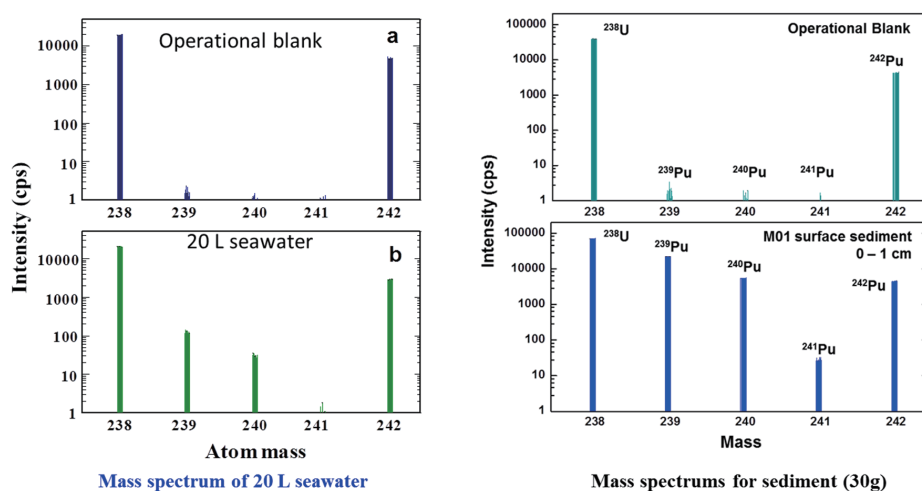 Operational blank
a
10000
1000
100
10
1
238 239 240 241 242
20 L seawater
b
10000
1000
100
10
1
238 239 240 241 242
Intensity (cps)
Atom mass
Mass spectrum of 20 L seawater
Operational Blank
²³⁸U
²⁴²Pu
²³⁹Pu
²⁴⁰Pu
²⁴¹Pu
100000
10000
1000
100
10
1
238 239 240 241 242
Intensity (cps)
M01 surface sediment
0 – 1 cm
²³⁸U
²³⁹Pu
²⁴⁰Pu
²⁴²Pu
²⁴¹Pu
100000
10000
1000
100
10
1
238 239 240 241 242
Intensity (cps)
Mass
Mass spectrums for sediment (30g)